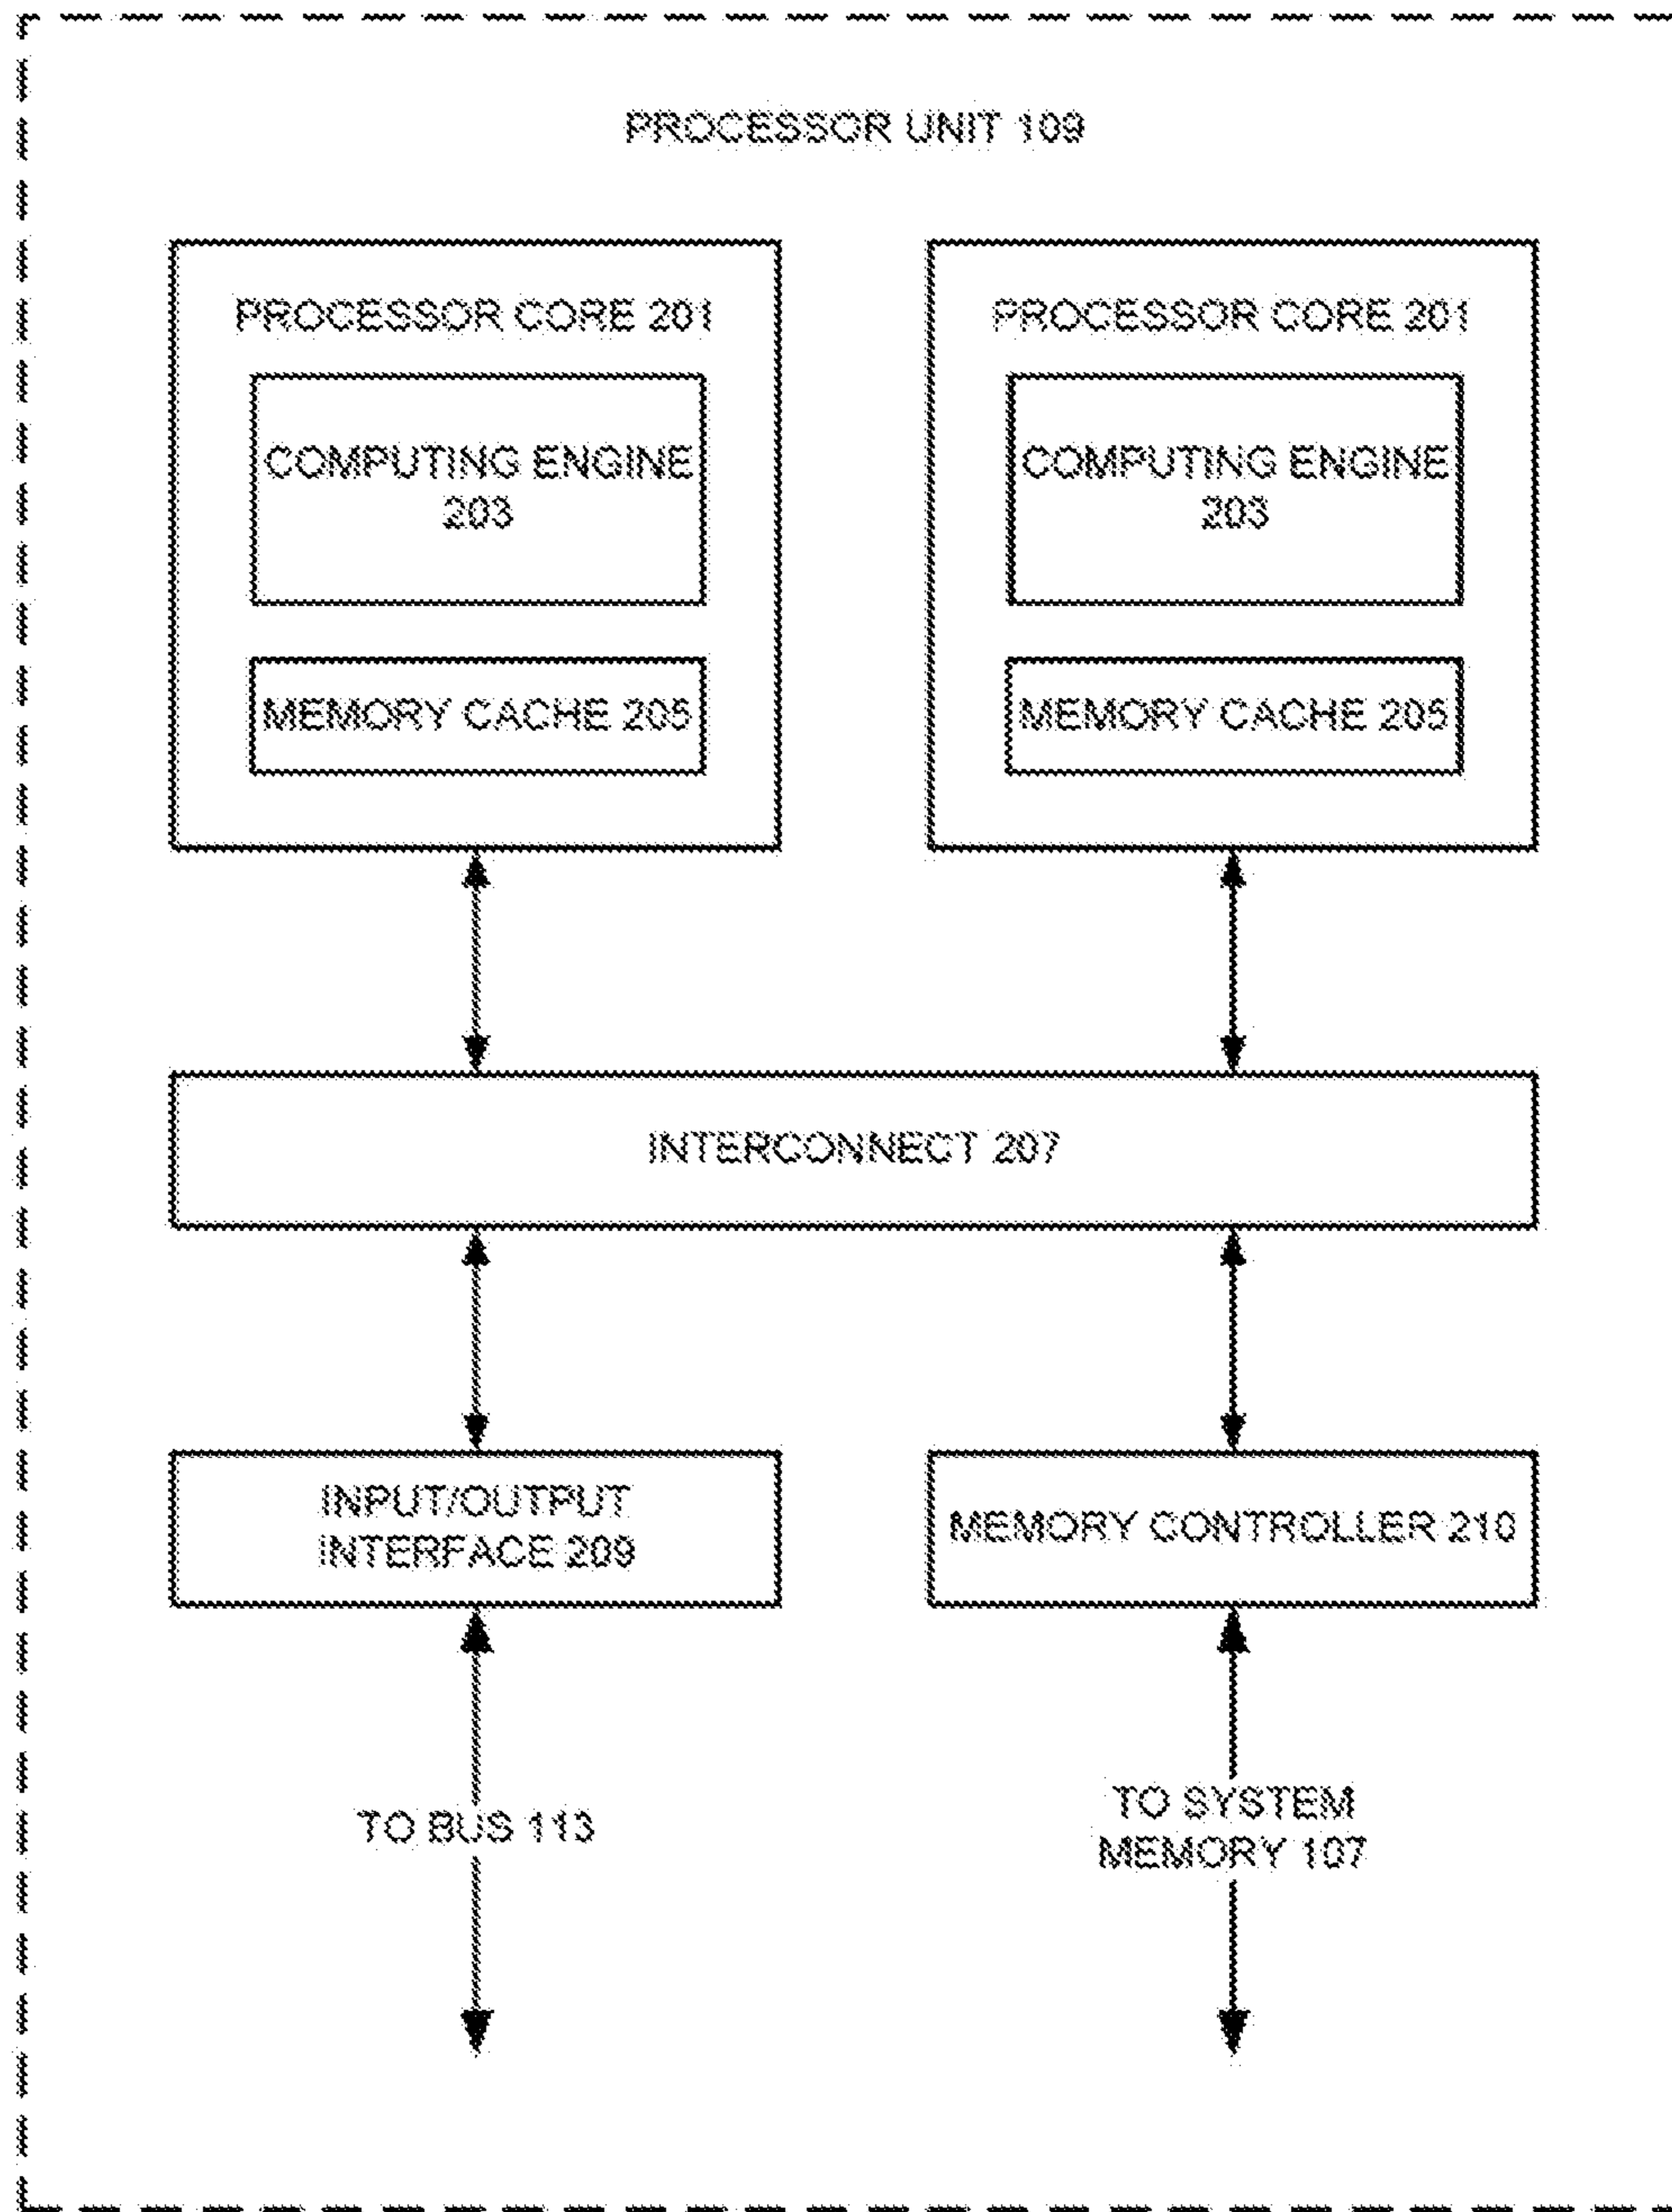 PROCESSOR UNIT 109
PROCESSOR CORE 201
COMPUTING ENGINE
203
MEMORY CACHE 205
PROCESSOR CORE 201
COMPUTING ENGINE
203
MEMORY CACHE 205
INTERCONNECT 207
INPUT/OUTPUT
INTERFACE 209
MEMORY CONTROLLER 210
TO BUS 113
TO SYSTEM
MEMORY 107